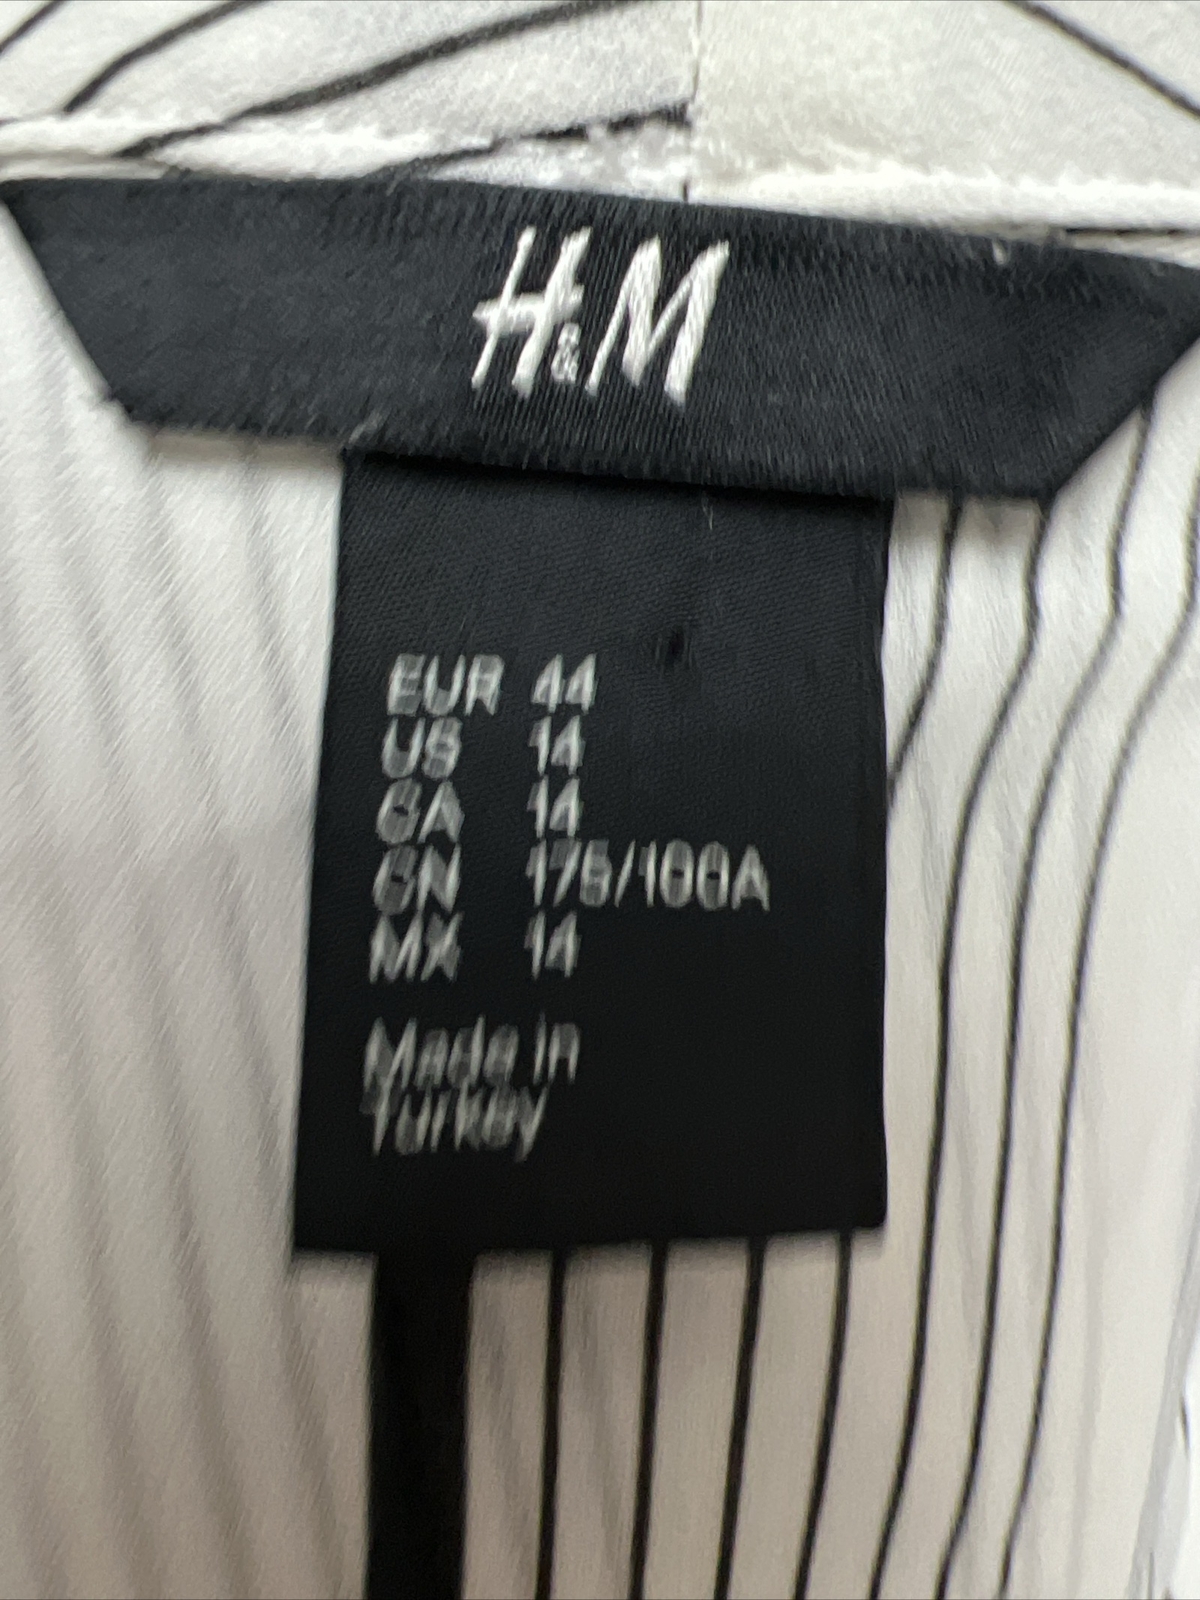 H&M
EUR 44
US 14
CA 14
CN 175/100A
MX 14
Made in
Turkey